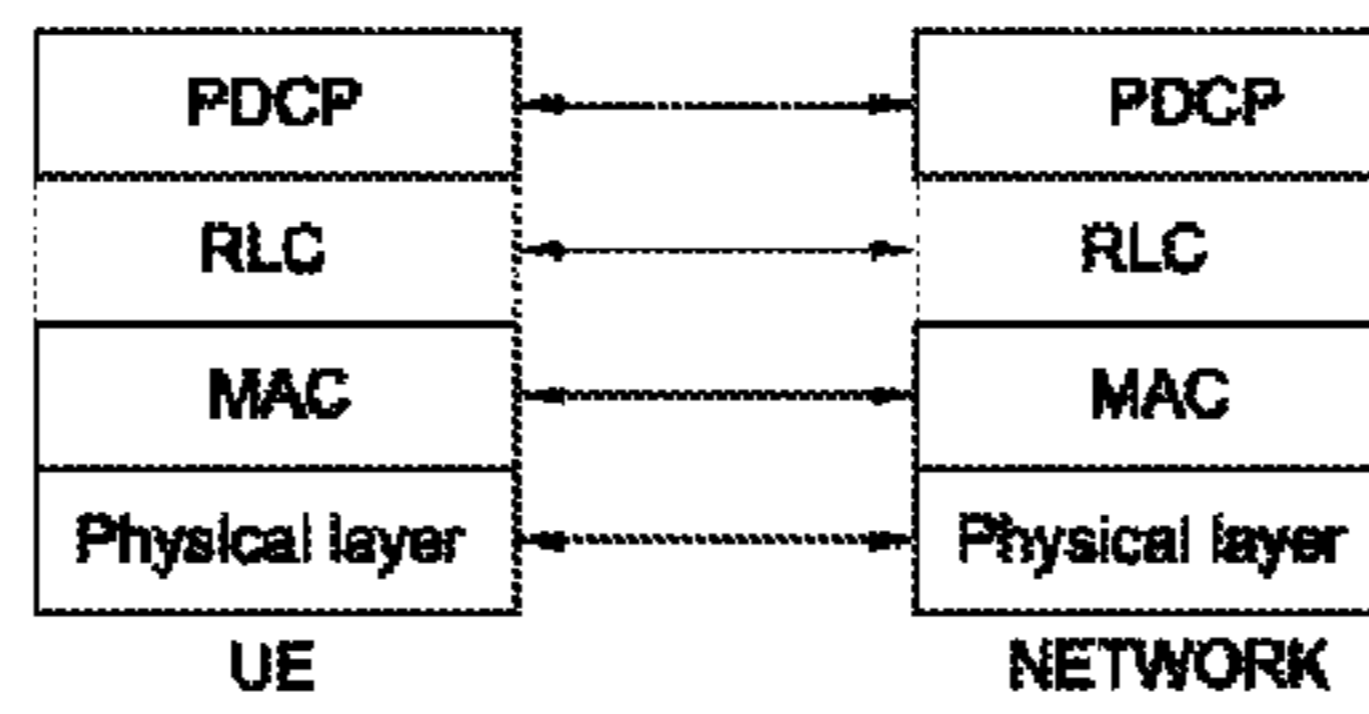 PDCP PDCP
RLC RLC
MAC MAC
Physical layer Physical layer
UE NETWORK